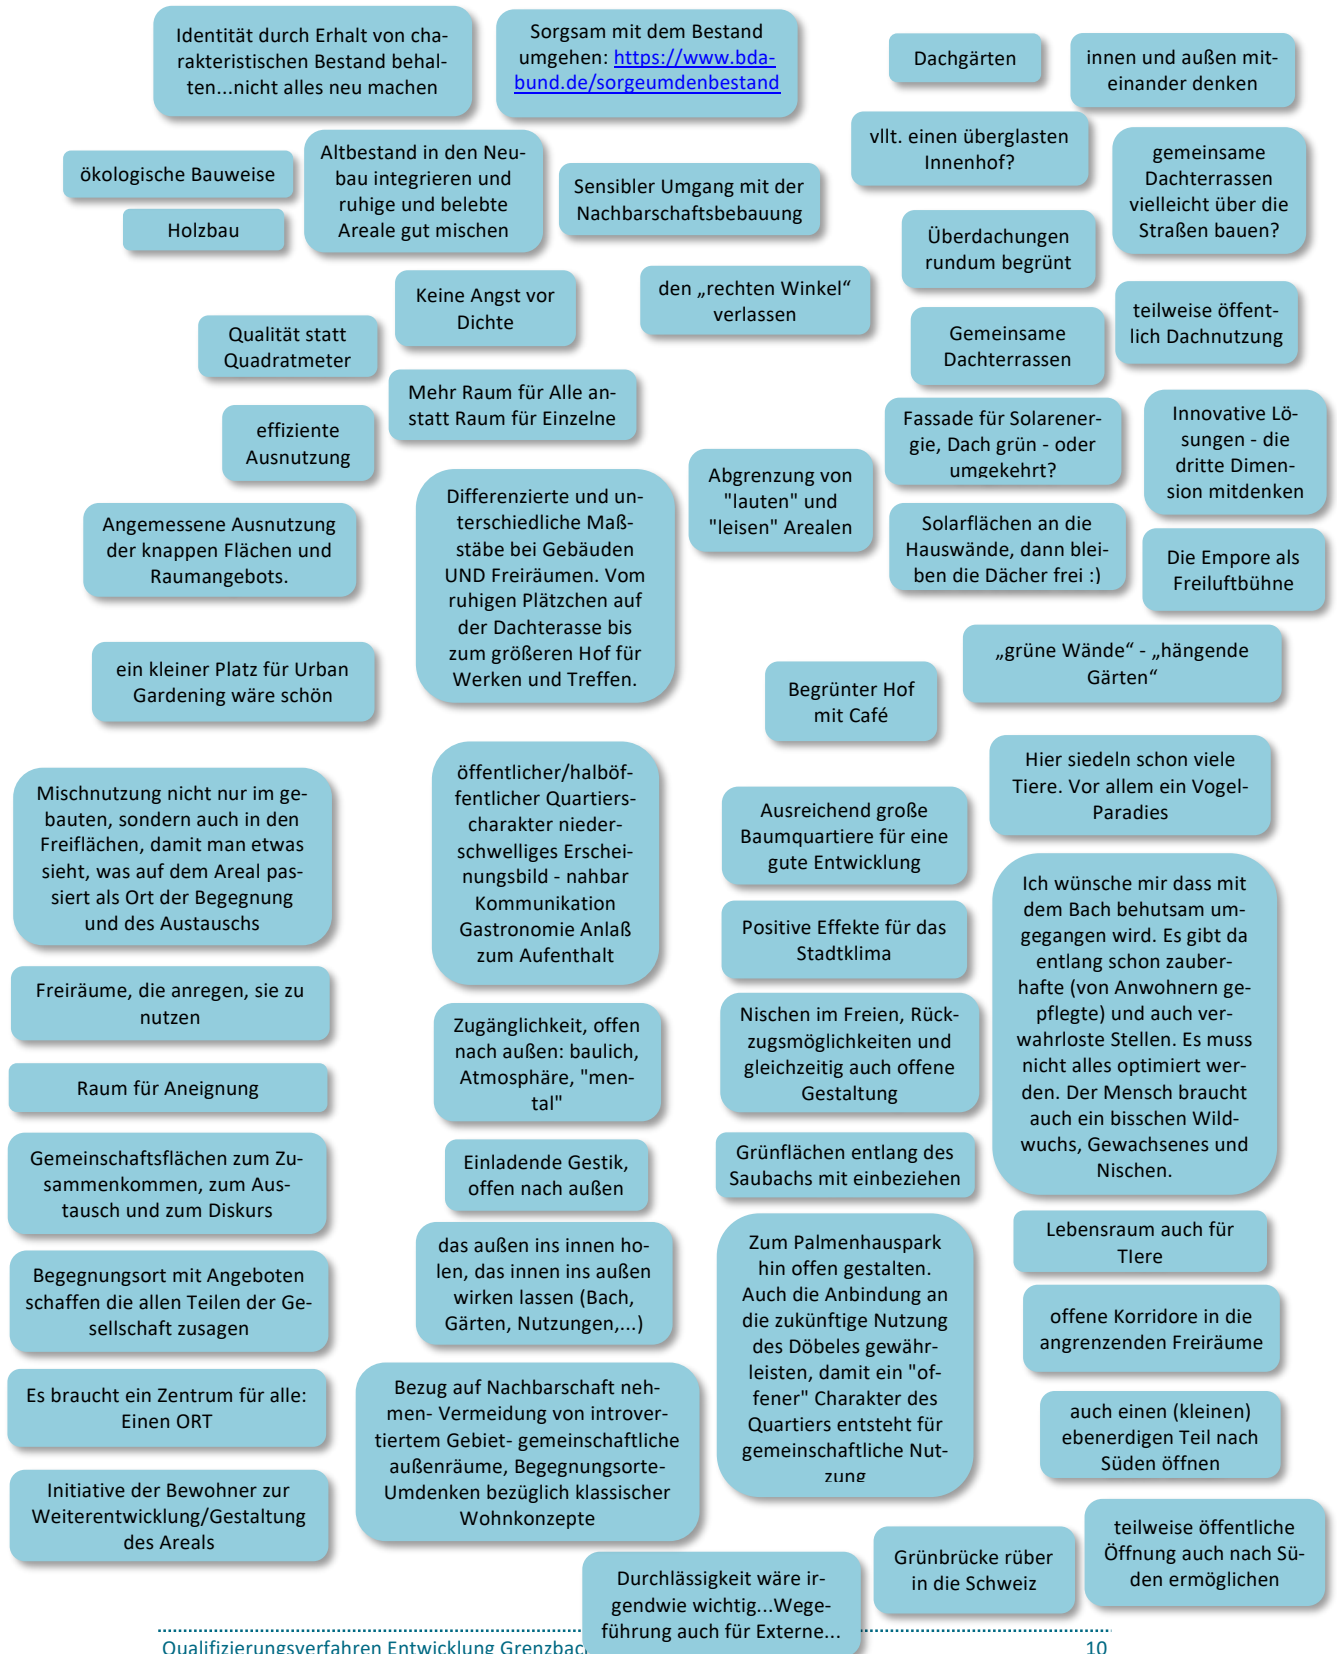 Identität durch Erhalt von cha-
rakteristischen Bestand behal-
ten...nicht alles neu machen
Sorgsam mit dem Bestand
umgehen: https://www.bda-
bund.de/sorgeumdenbestand
Dachgärten
innen und außen mit-
einander denken
ökologische Bauweise
Altbestand in den Neu-
bau integrieren und
ruhige und belebte
Areale gut mischen
Sensibler Umgang mit der
Nachbarschaftsbebauung
vllt. einen überglasten
Innenhof?
gemeinsame
Dachterrassen
vielleicht über die
Straßen bauen?
Holzbau
Überdachungen
rundum begrünt
Keine Angst vor
Dichte
den „rechten Winkel“
verlassen
teilweise öffent-
lich Dachnutzung
Qualität statt
Quadratmeter
Gemeinsame
Dachterrassen
Mehr Raum für Alle an-
statt Raum für Einzelne
effiziente
Ausnutzung
Fassade für Solarener-
gie, Dach grün - oder
umgekehrt?
Innovative Lö-
sungen - die
dritte Dimen-
sion mitdenken
Abgrenzung von
"lauten" und
"leisen" Arealen
Differenzierte und un-
terschiedliche Maß-
stäbe bei Gebäuden
UND Freiräumen. Vom
ruhigen Plätzchen auf
der Dachterasse bis
zum größeren Hof für
Werken und Treffen.
Angemessene Ausnutzung
der knappen Flächen und
Raumangebots.
Solarflächen an die
Hauswände, dann blei-
ben die Dächer frei :)
Die Empore als
Freiluftbühne
ein kleiner Platz für Urban
Gardening wäre schön
„grüne Wände“ - „hängende
Gärten“
Begrünter Hof
mit Café
Mischnutzung nicht nur im ge-
bauten, sondern auch in den
Freiflächen, damit man etwas
sieht, was auf dem Areal pas-
siert als Ort der Begegnung
und des Austauschs
öffentlicher/halböf-
fentlicher Quartiers-
charakter nieder-
schwelliges Erschei-
nungsbild - nahbar
Kommunikation
Gastronomie Anlaß
zum Aufenthalt
Ausreichend große
Baumquartiere für eine
gute Entwicklung
Hier siedeln schon viele
Tiere. Vor allem ein Vogel-
Paradies
Ich wünsche mir dass mit
dem Bach behutsam um-
gegangen wird. Es gibt da
entlang schon zauber-
hafte (von Anwohnern ge-
pflegte) und auch ver-
wahrloste Stellen. Es muss
nicht alles optimiert wer-
den. Der Mensch braucht
auch ein bisschen Wild-
wuchs, Gewachsenes und
Nischen.
Positive Effekte für das
Stadtklima
Freiräume, die anregen, sie zu
nutzen
Zugänglichkeit, offen
nach außen: baulich,
Atmosphäre, "men-
tal"
Nischen im Freien, Rück-
zugsmöglichkeiten und
gleichzeitig auch offene
Gestaltung
Raum für Aneignung
Gemeinschaftsflächen zum Zu-
sammenkommen, zum Aus-
tausch und zum Diskurs
Einladende Gestik,
offen nach außen
Grünflächen entlang des
Saubachs mit einbeziehen
das außen ins innen ho-
len, das innen ins außen
wirken lassen (Bach,
Gärten, Nutzungen,...)
Zum Palmenhauspark
hin offen gestalten.
Auch die Anbindung an
die zukünftige Nutzung
des Döbeles gewähr-
leisten, damit ein "of-
fener" Charakter des
Quartiers entsteht für
gemeinschaftliche Nut-
zung
Lebensraum auch für
TIere
Begegnungsort mit Angeboten
schaffen die allen Teilen der Ge-
sellschaft zusagen
offene Korridore in die
angrenzenden Freiräume
Es braucht ein Zentrum für alle:
Einen ORT
Bezug auf Nachbarschaft neh-
men- Vermeidung von introver-
tiertem Gebiet- gemeinschaftliche
außenräume, Begegnungsorte-
Umdenken bezüglich klassischer
Wohnkonzepte
auch einen (kleinen)
ebenerdigen Teil nach
Süden öffnen
Initiative der Bewohner zur
Weiterentwicklung/Gestaltung
des Areals
teilweise öffentliche
Öffnung auch nach Sü-
den ermöglichen
Grünbrücke rüber
in die Schweiz
Durchlässigkeit wäre ir-
gendwie wichtig...Wege-
führung auch für Externe...
Qualifizierungsverfahren Entwicklung Grenzbac
10